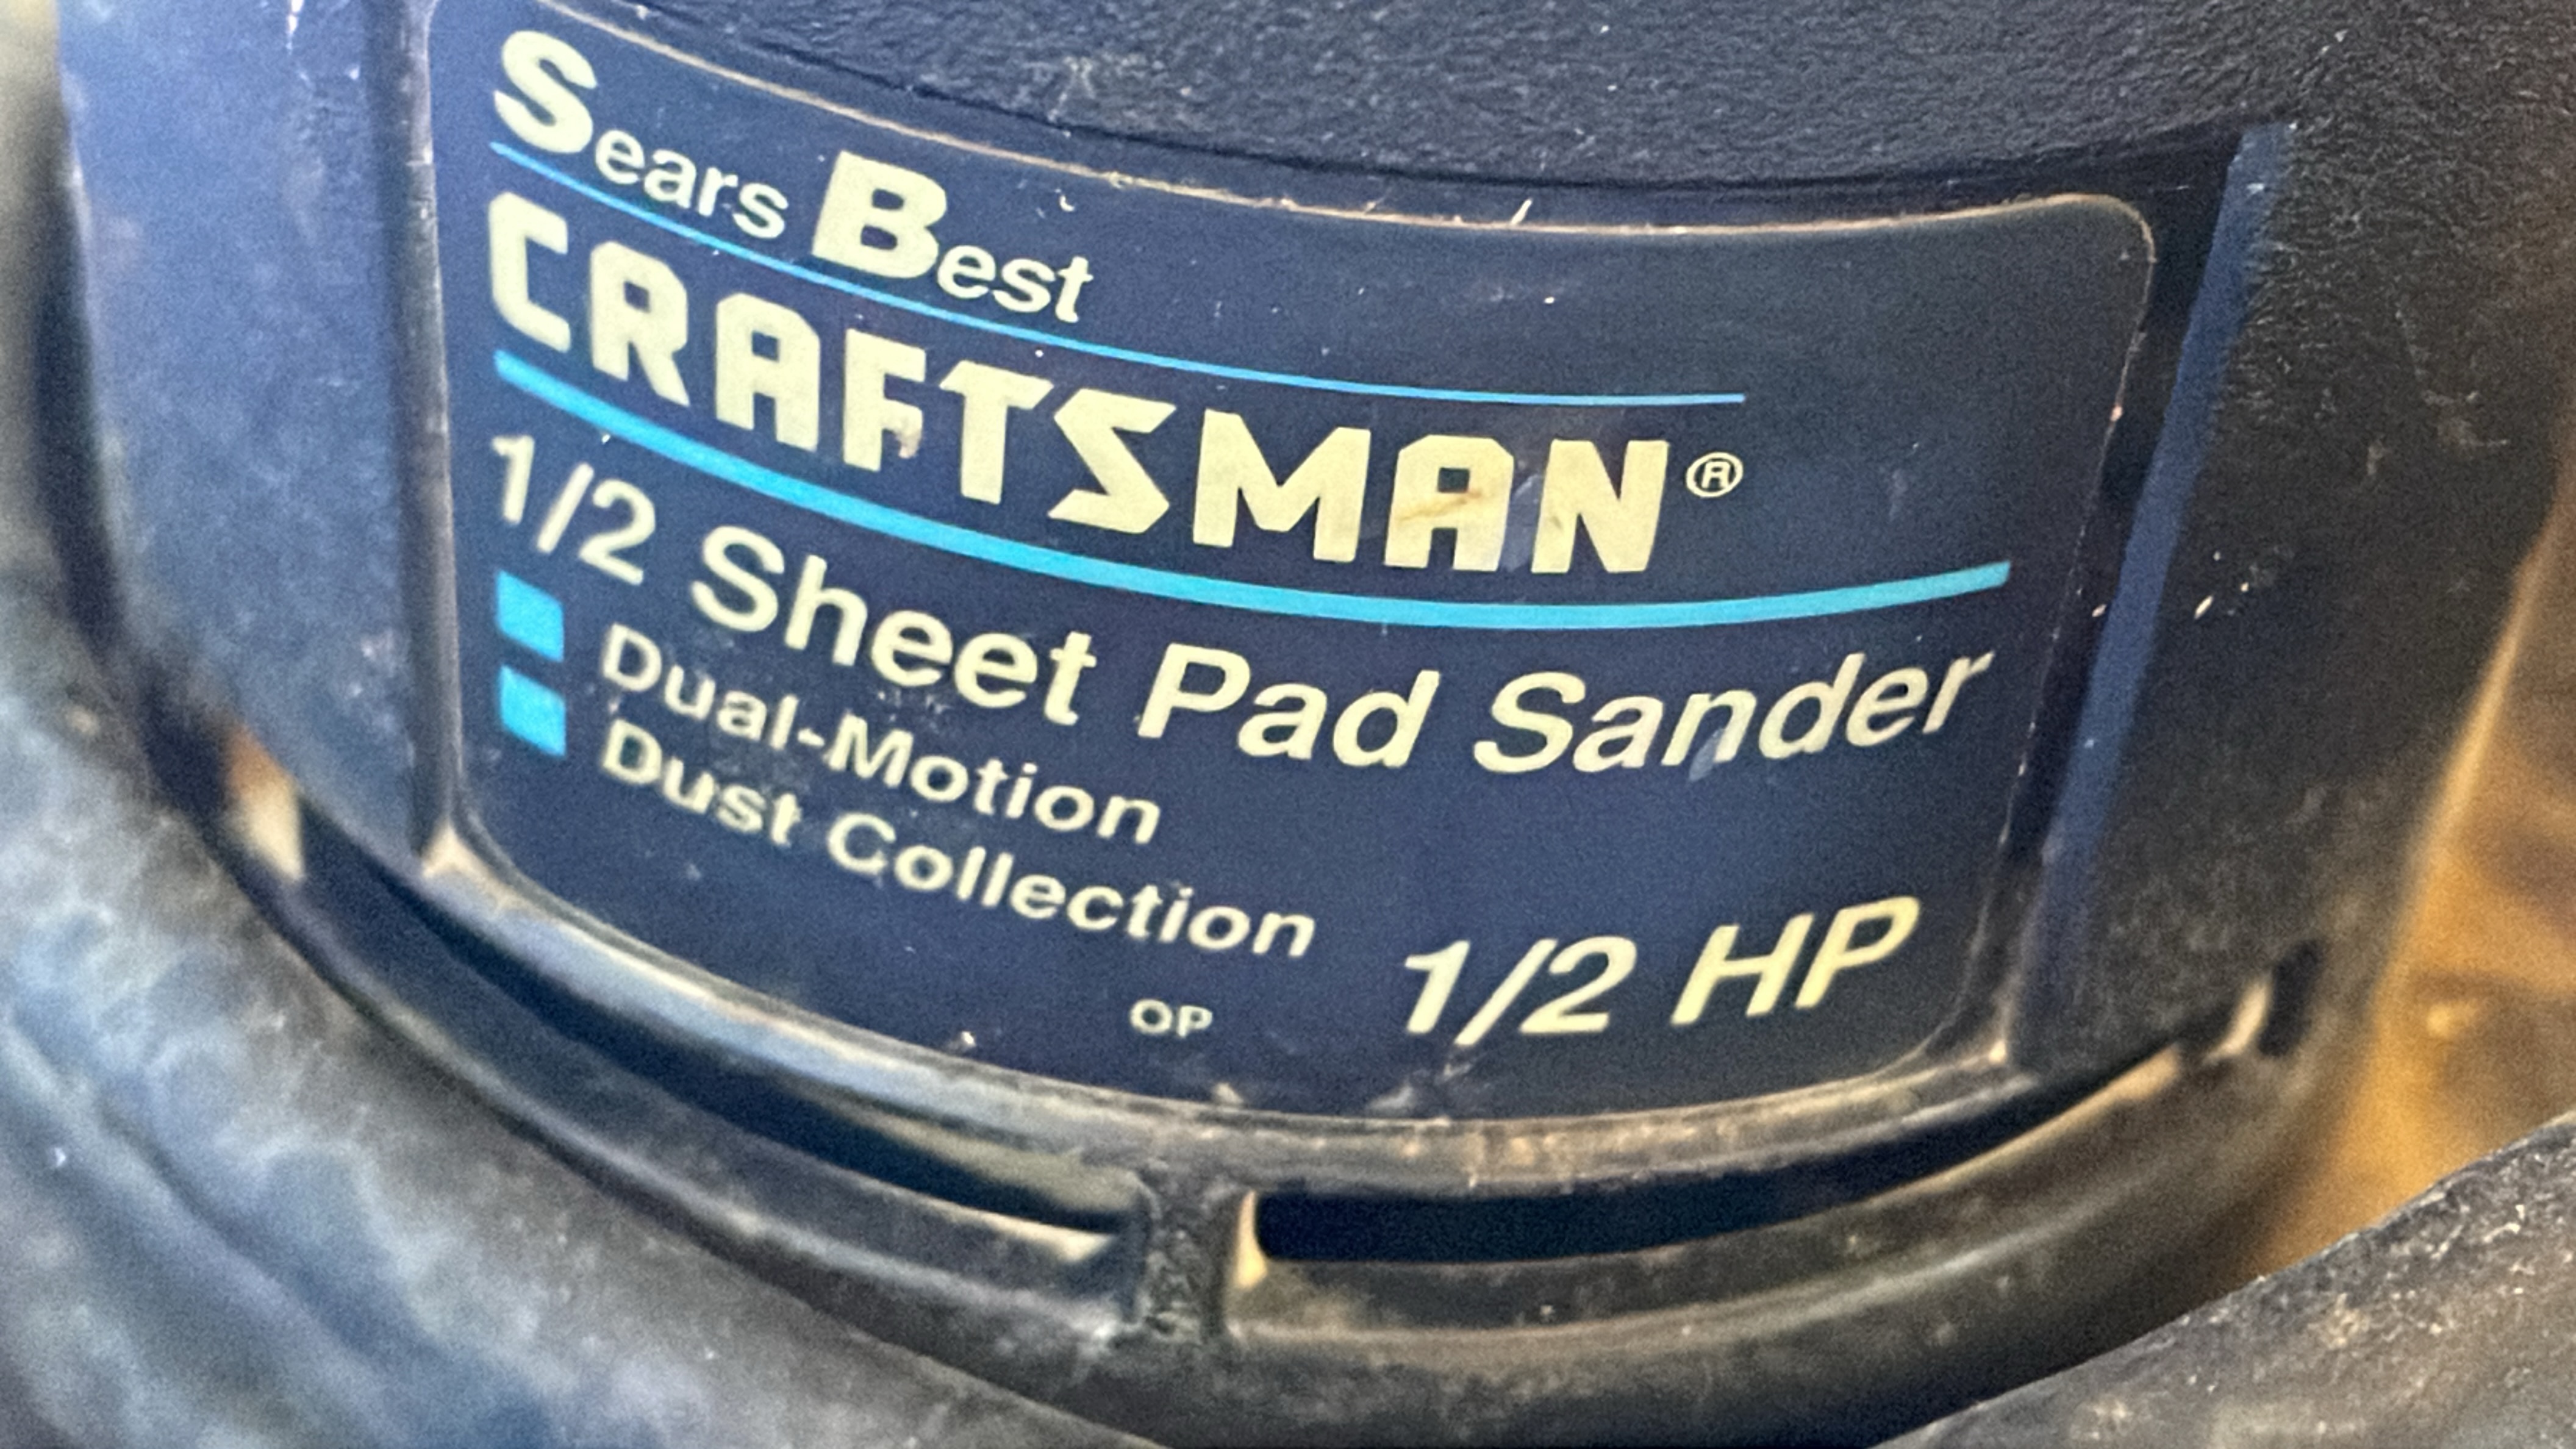 Sears Best
CRAFTSMAN®
1/2 Sheet Pad Sander
Dual-Motion
Dust Collection
1/2 HP
OP